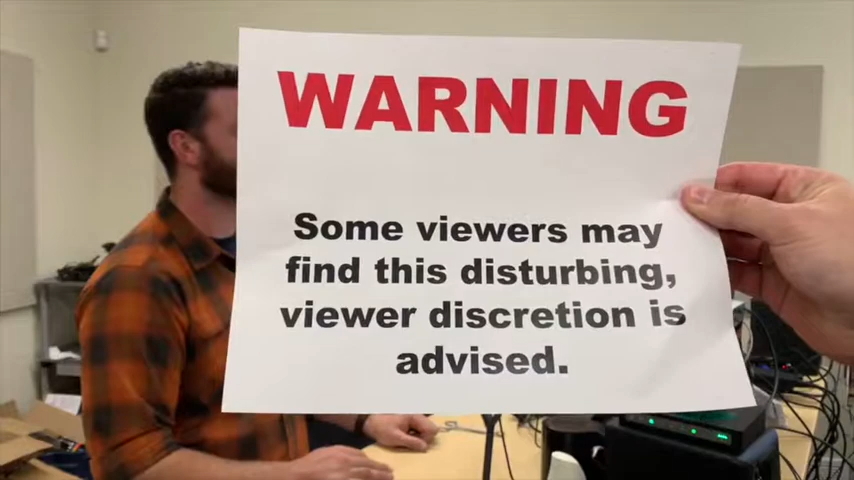 WARNING
Some viewers may
find this disturbing,
viewer discretion is
advised.